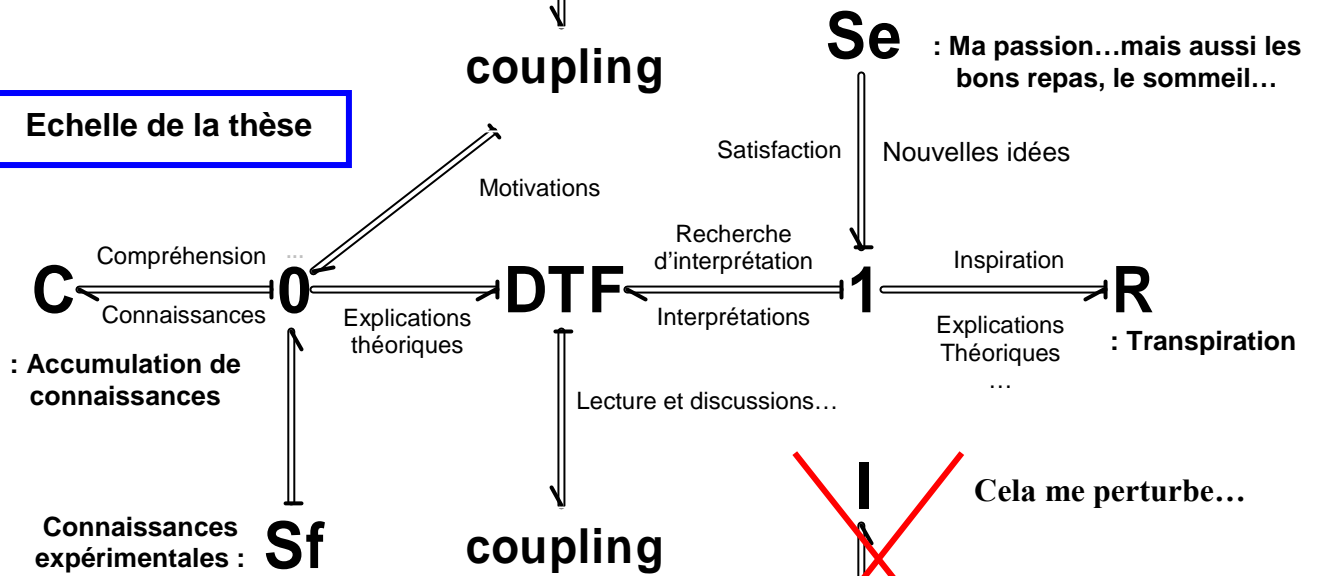 coupling
Se
: Ma passion…mais aussi les
bons repas, le sommeil…
Echelle de la thèse
Satisfaction
Nouvelles idées
Motivations
Compréhension
...
Recherche
d'interprétation
Inspiration
C
0
DTF
1
R
Connaissances
Explications
théoriques
Interprétations
Explications
Théoriques
…
: Transpiration
: Accumulation de
connaissances
Lecture et discussions…
I
Cela me perturbe…
Connaissances
expérimentales :
Sf
coupling